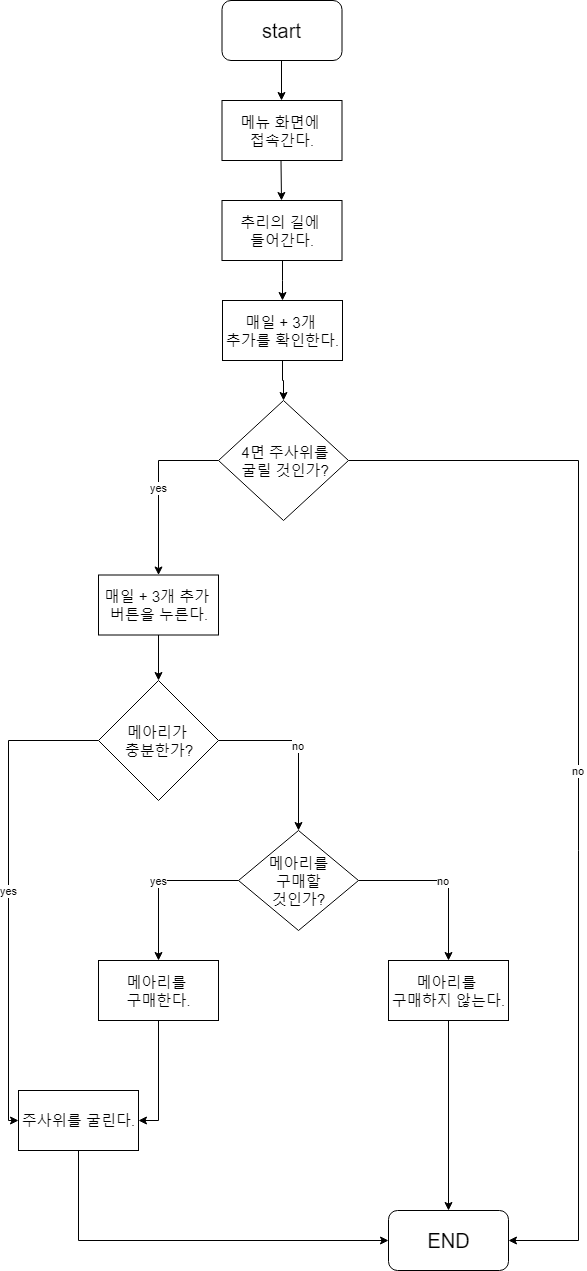 start
메뉴 화면에
접속간다.
추리의 길에
들어간다.
매일 + 3개
추가를 확인한다.
4면 주사위를
굴릴 것인가?
yes
매일 + 3개 추가
버튼을 누른다.
메아리가
충분한가?
no
no
메아리를
구매할
것인가?
yes
no
yes
메아리를
구매한다.
메아리를
구매하지 않는다.
주사위를 굴린다.
END